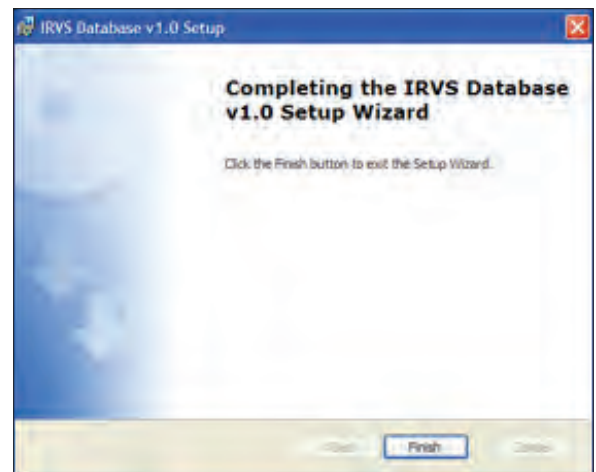 IRVS Database v1.0 Setup
Completing the IRVS Database
v1.0 Setup Wizard
Click the Finish button to exit the Setup Wizard.
Finish